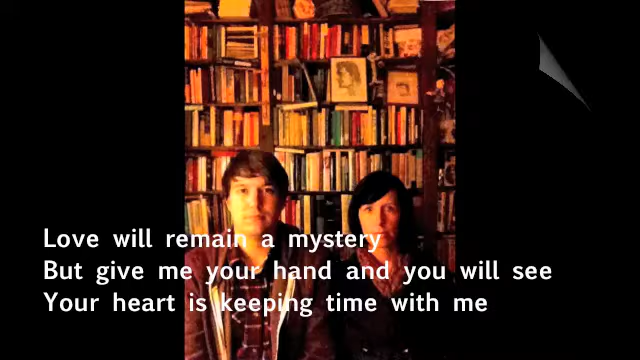 Love will remain a mystery
But give me your hand and you will see
Your heart is keeping time with me